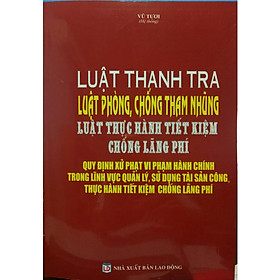 VŨ TƯƠI
(Hệ thống)
LUẬT THANH TRA
LUẬT PHÒNG, CHỐNG THAM NHŨNG
LUẬT THỰC HÀNH TIẾT KIỆM
CHỐNG LÃNG PHÍ
QUY ĐỊNH XỬ PHẠT VI PHẠM HÀNH CHÍNH
TRONG LĨNH VỰC QUẢN LÝ, SỬ DỤNG TÀI SẢN CÔNG,
THỰC HÀNH TIẾT KIỆM CHỐNG LÃNG PHÍ
NHÀ XUẤT BẢN LAO ĐỘNG